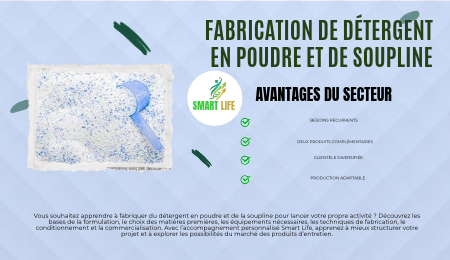 FABRICATION DE DÉTERGENT
EN POUDRE ET DE SOUPLINE
SMART LIFE
AVANTAGES DU SECTEUR
BESOINS RÉCURRENTS
DEUX PRODUITS COMPLÉMENTAIRES
CLIENTÈLE DIVERSIFIÉE
PRODUCTION ADAPTABLE
Vous souhaitez apprendre à fabriquer du détergent en poudre et de la soupline pour lancer votre propre activité ? Découvrez les
bases de la formulation, le choix des matières premières, les équipements nécessaires, les techniques de fabrication, le
conditionnement et la commercialisation. Avec l'accompagnement personnalisé Smart Life, apprenez à mieux structurer votre
projet et à explorer les possibilités du marché des produits d'entretien.